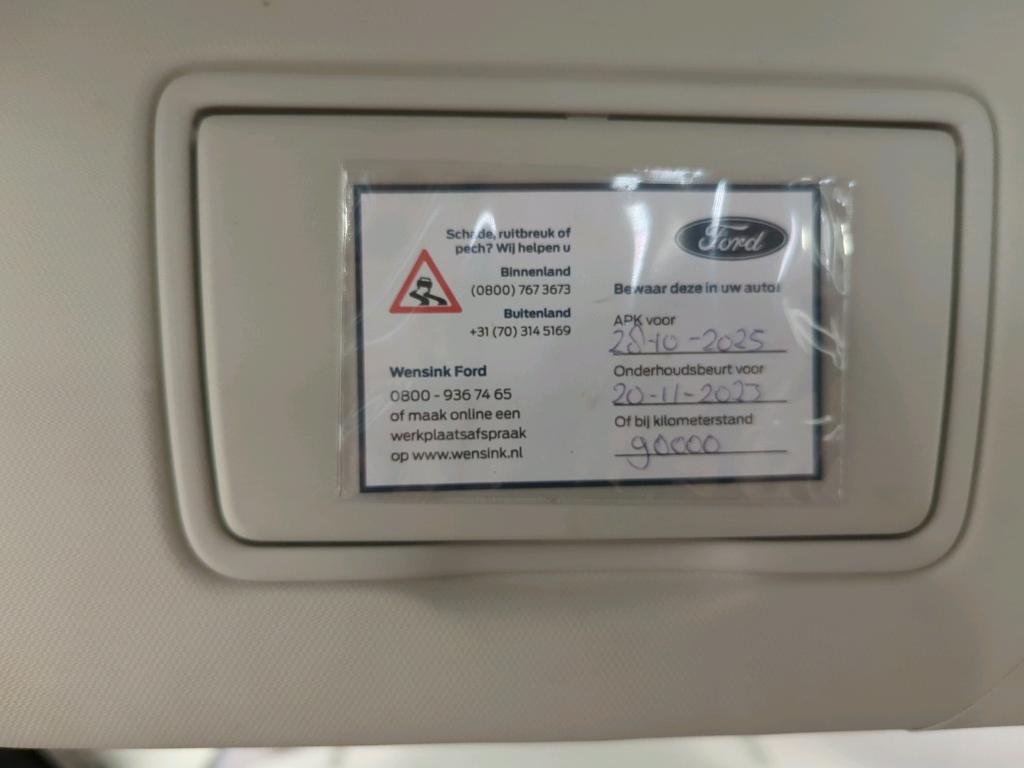 Schade, ruitbreuk of
pech? Wij helpen u
Binnenland
(0800) 767 3673
Buitenland
+31 (70) 314 5169
Wensink Ford
0800 - 936 74 65
of maak online een
werkplaatsafspraak
op www.wensink.nl
Ford
Bewaar deze in uw auto!
APK voor
28-10-2025
Onderhoudsbeurt voor
20-11-2023
Of bij kilometerstand
90000